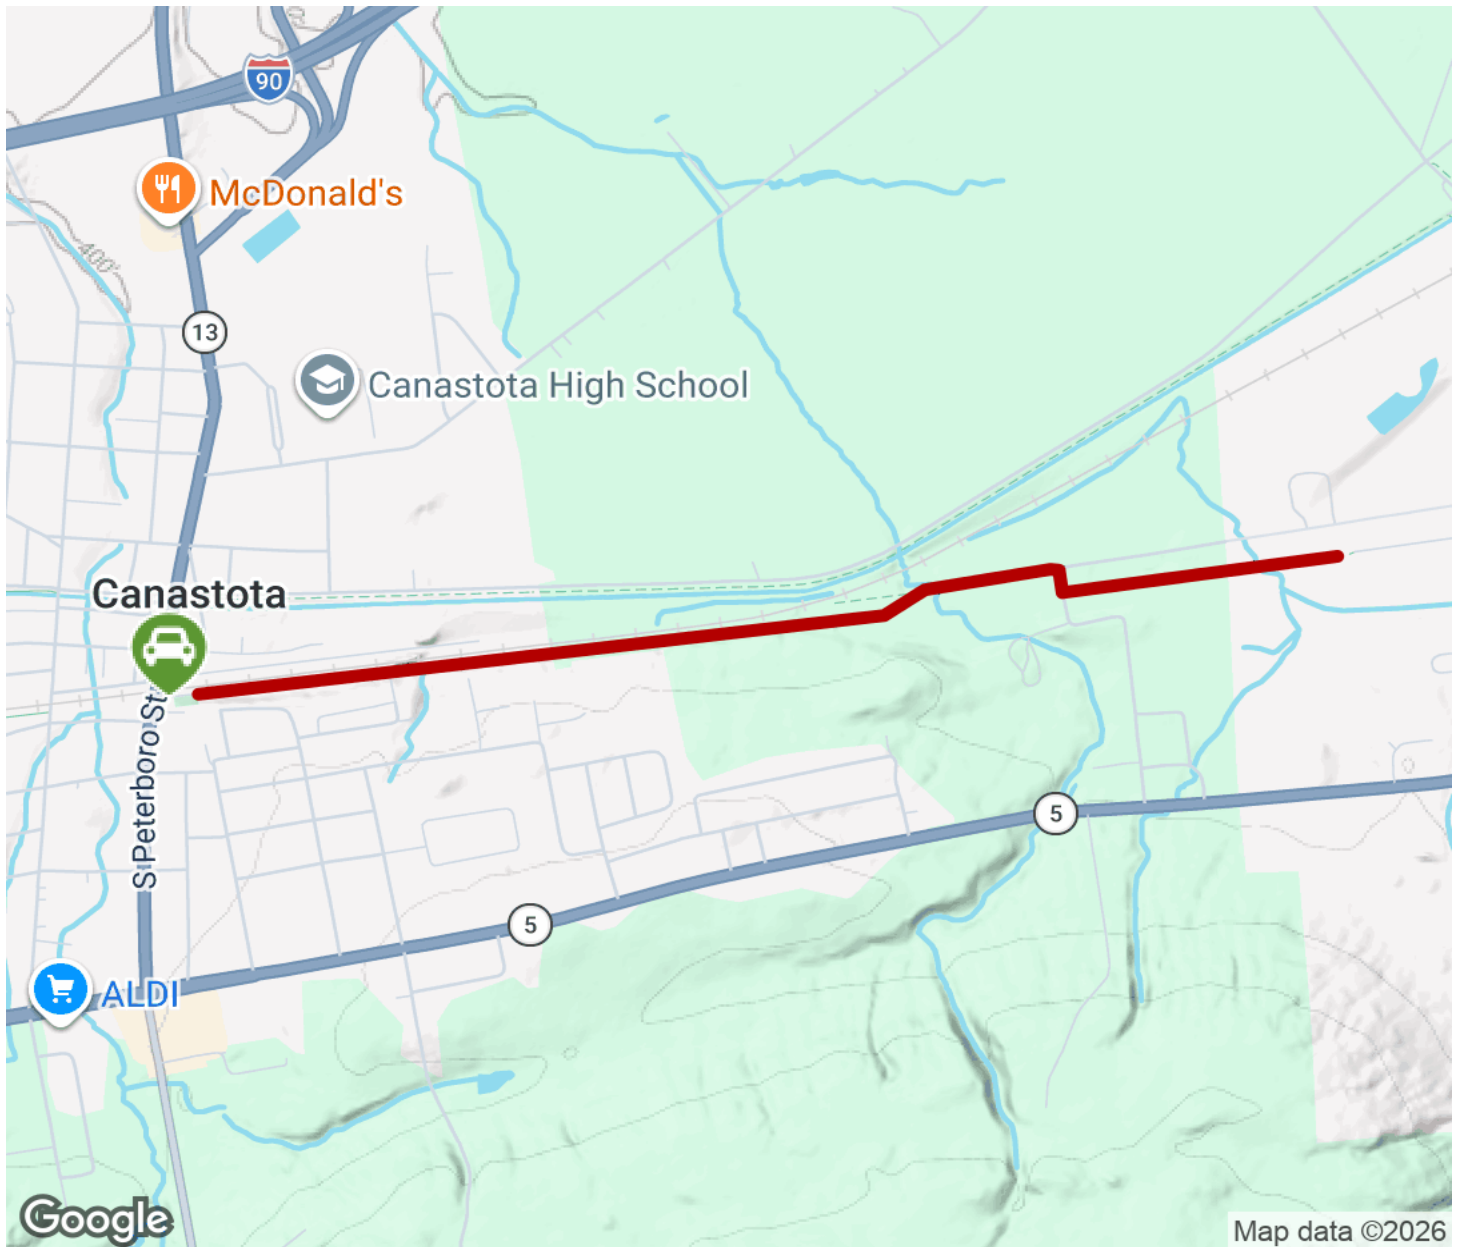 90
McDonald's
400'
13
Canastota High School
Canastota
S Peterboro St
5
5
ALDI
Google
Map data ©2026